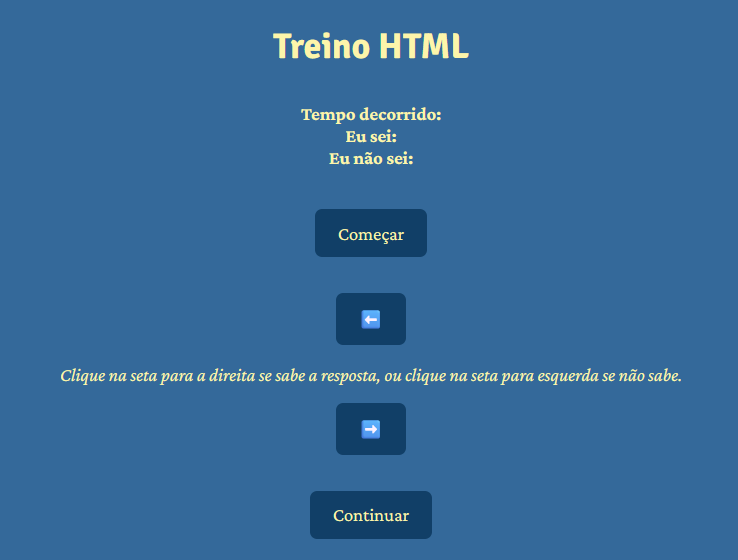 Treino HTML
Tempo decorrido:
Eu sei:
Eu não sei:
Começar
⬅️
Clique na seta para a direita se sabe a resposta, ou clique na seta para esquerda se não sabe.
➡️
Continuar